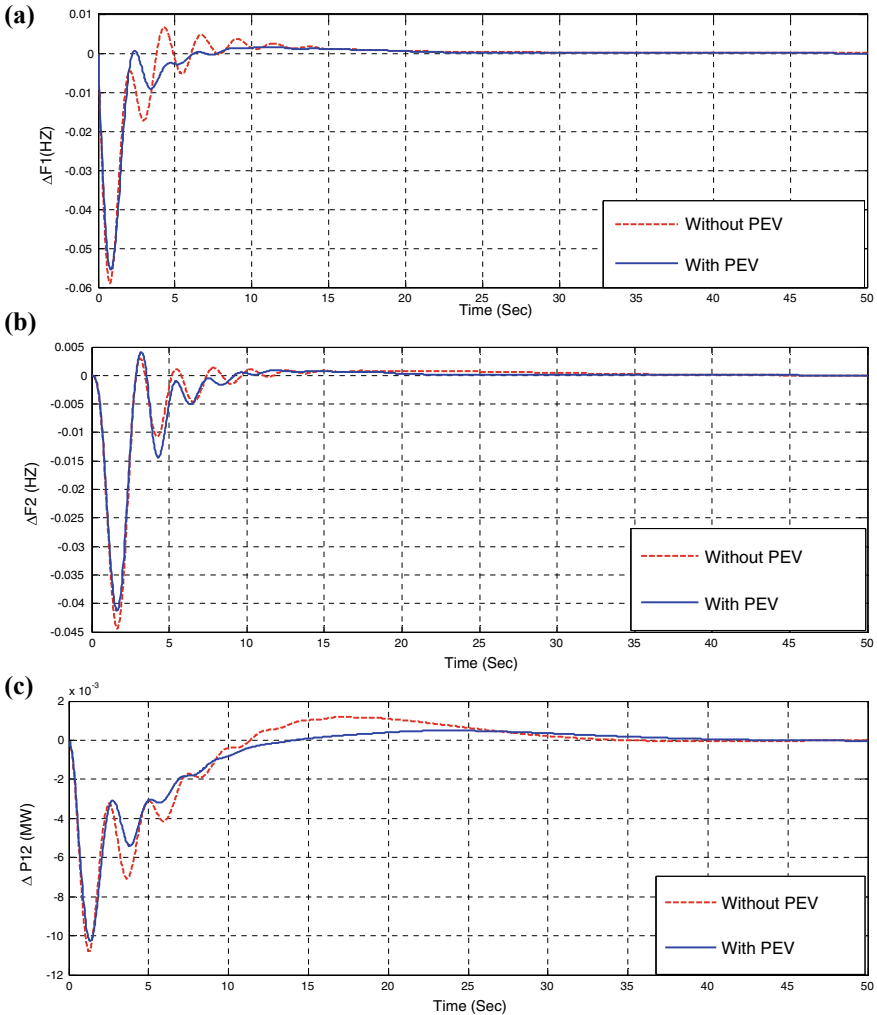 (a)
0.01
0
-0.01
-0.02
-0.03
-0.04
-0.05
-0.06
ΔF1(HZ)
Without PEV
With PEV
0 5 10 15 20 25 30 35 40 45 50
Time (Sec)
(b)
0.005
0
-0.005
-0.01
-0.015
-0.02
-0.025
-0.03
-0.035
-0.04
-0.045
ΔF2 (HZ)
Without PEV
With PEV
0 5 10 15 20 25 30 35 40 45 50
Time (Sec)
(c)
x 10-3
2
0
-2
-4
-6
-8
-10
-12
Δ P12 (MW)
Without PEV
With PEV
0 5 10 15 20 25 30 35 40 45 50
Time (Sec)